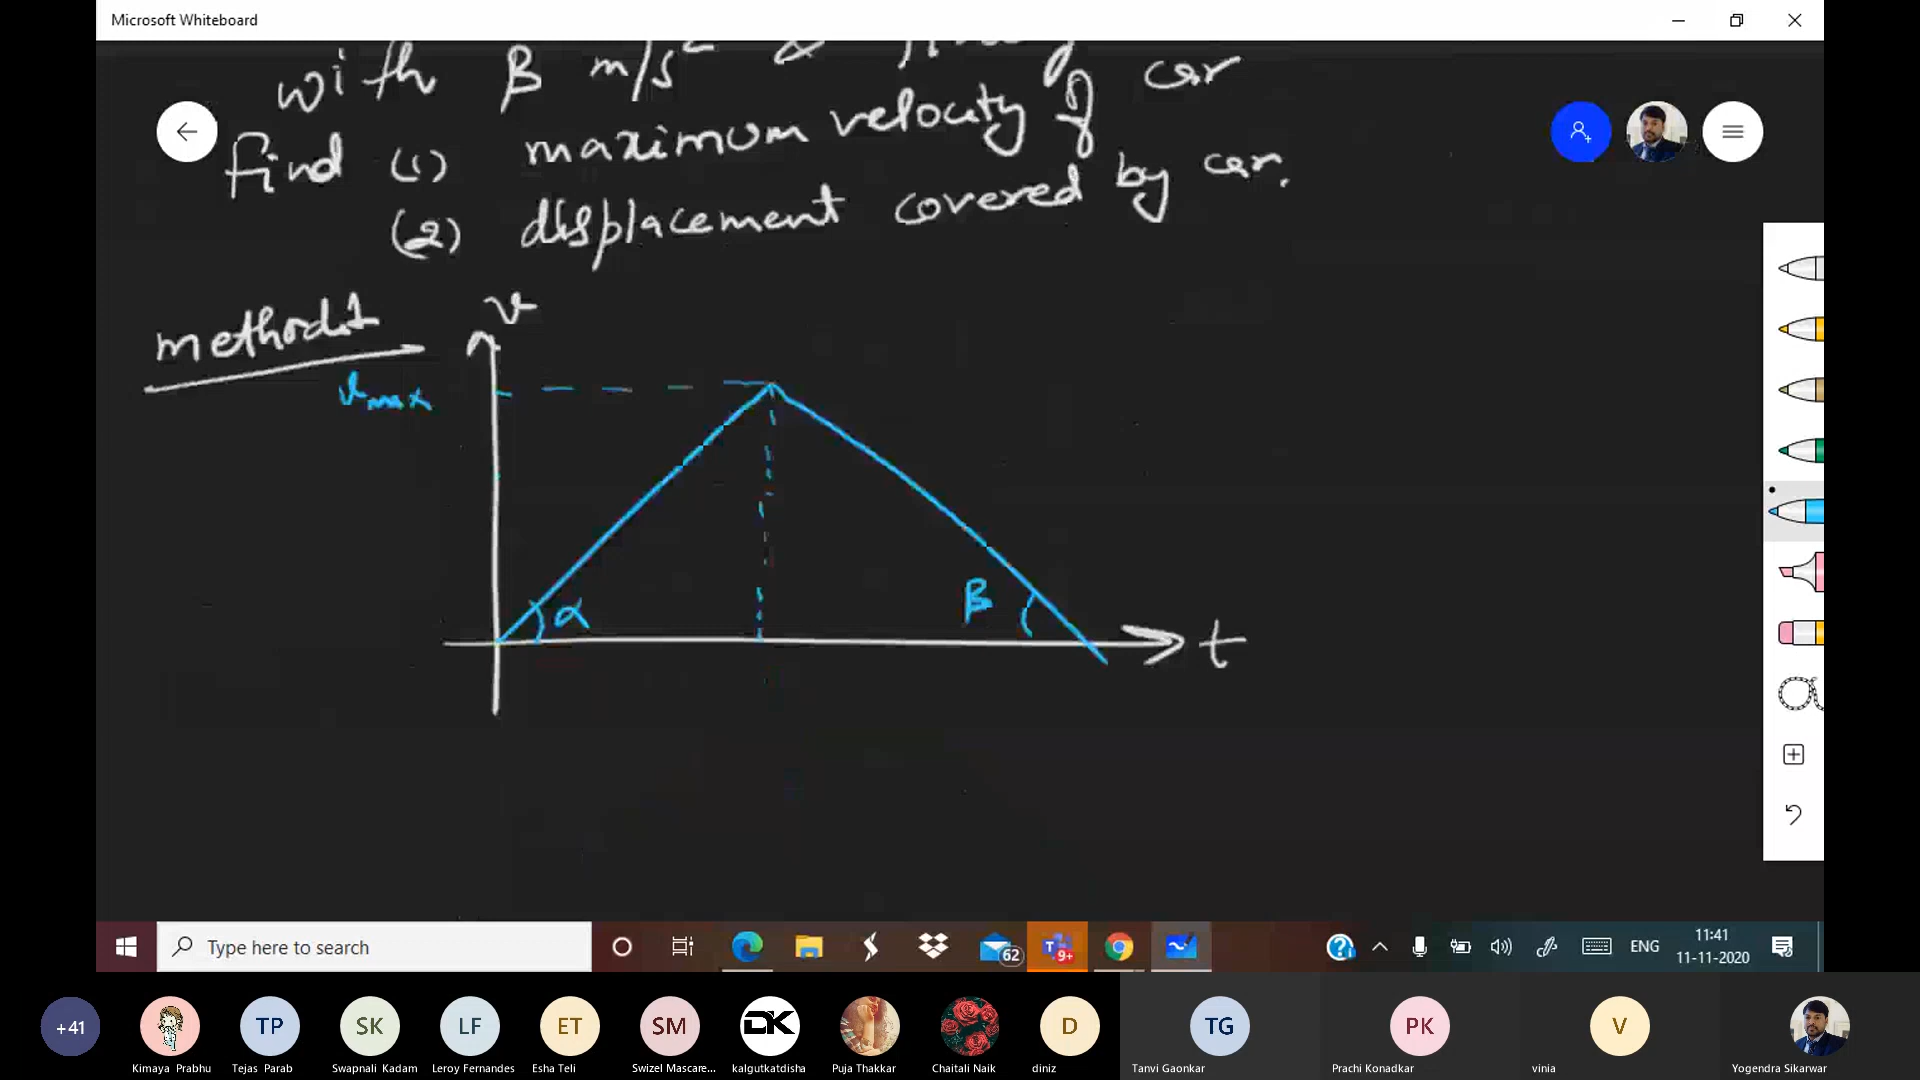 Microsoft Whiteboard
with β m/s² &
find (1) maximum velocity of car
(2) displacement covered by car.
method.1
v
vmax
α
β
t
Type here to search
62
9+
ENG
11:41
11-11-2020
+41
TP
SK
LF
ET
SM
DK
D
TG
PK
V
Kimaya Prabhu
Tejas Parab
Swapnali Kadam
Leroy Fernandes
Esha Teli
Swizel Mascare...
kalgutkatdisha
Puja Thakkar
Chaitali Naik
diniz
Tanvi Gaonkar
Prachi Konadkar
vinia
Yogendra Sikarwar